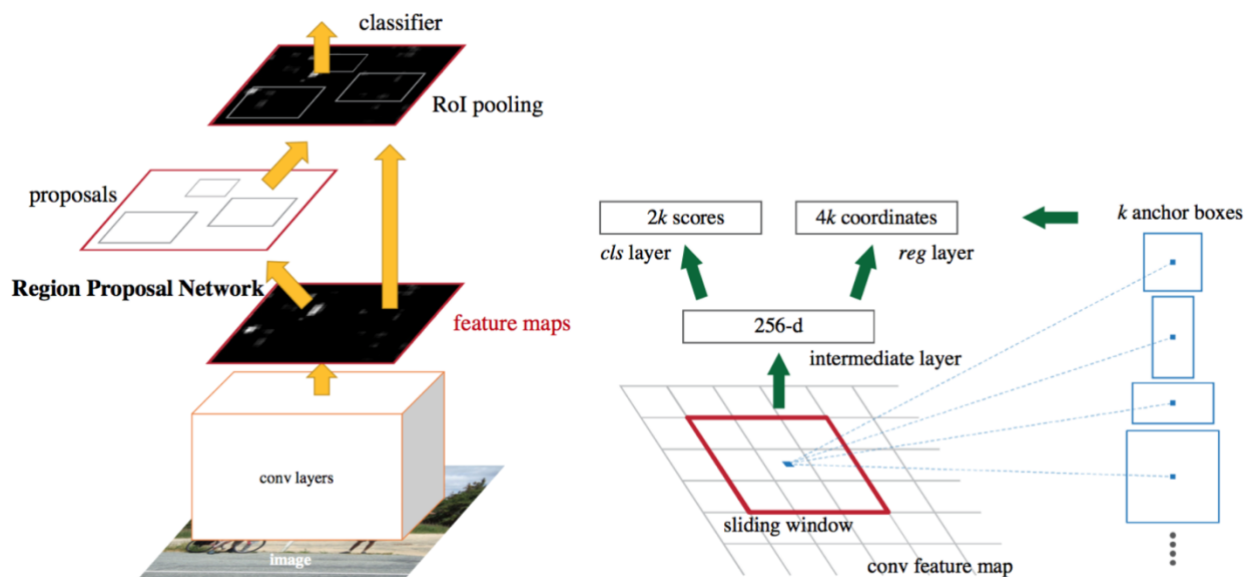 classifier
RoI pooling
proposals
Region Proposal Network
feature maps
conv layers
image
2k scores
4k coordinates
k anchor boxes
cls layer
reg layer
256-d
intermediate layer
sliding window
conv feature map